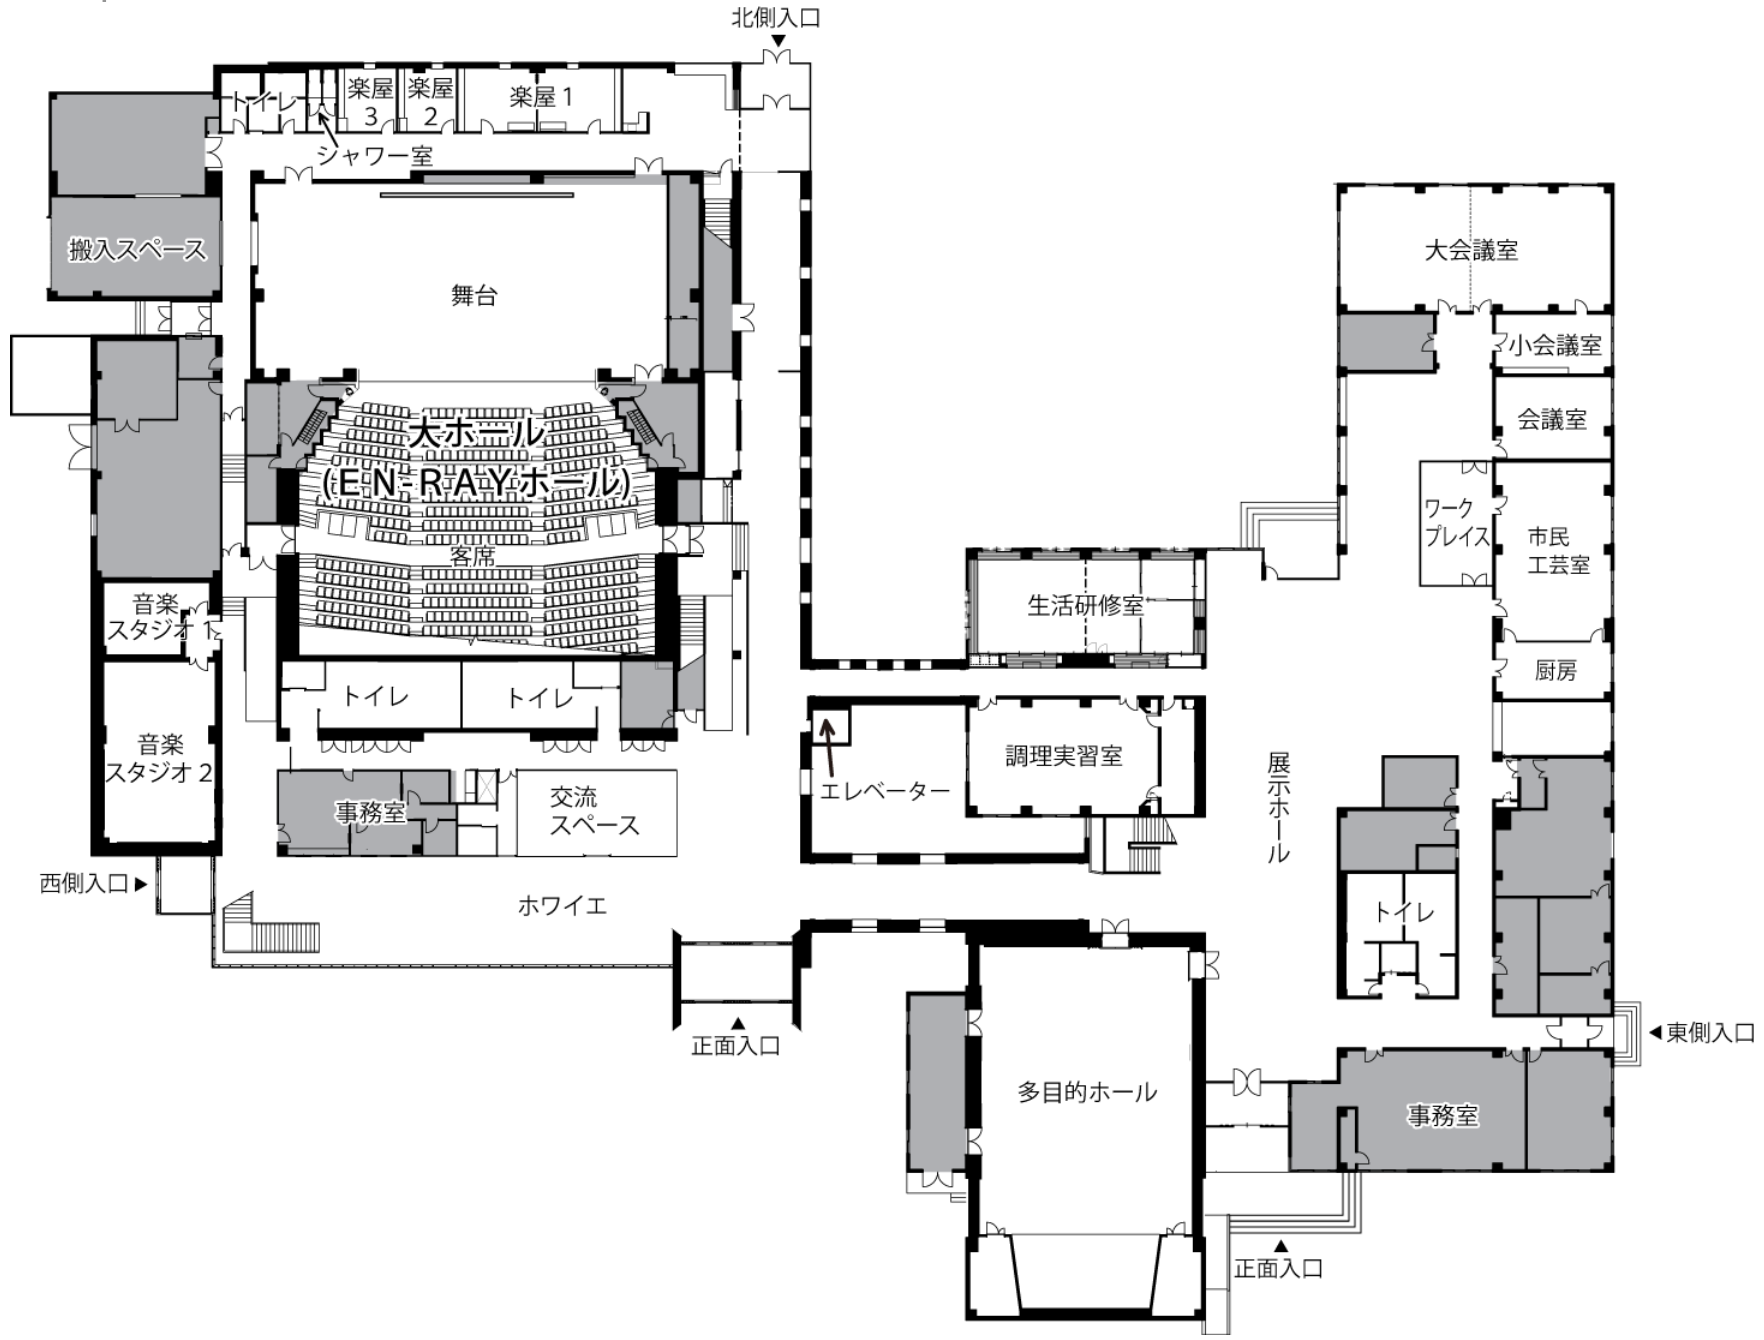 北側入口
▼
トイレ
楽屋
3
楽屋
2
楽屋1
シャワー室
搬入スペース
舞台
大ホール
(EN-RAYホール)
客席
音楽
スタジオ1
音楽
スタジオ2
トイレ
トイレ
事務室
交流
スペース
西側入口▶
ホワイエ
▲
正面入口
エレベーター
生活研修室
調理実習室
展示ホール
多目的ホール
大会議室
小会議室
会議室
ワーク
プレイス
市民
工芸室
厨房
トイレ
◀東側入口
事務室
▲
正面入口